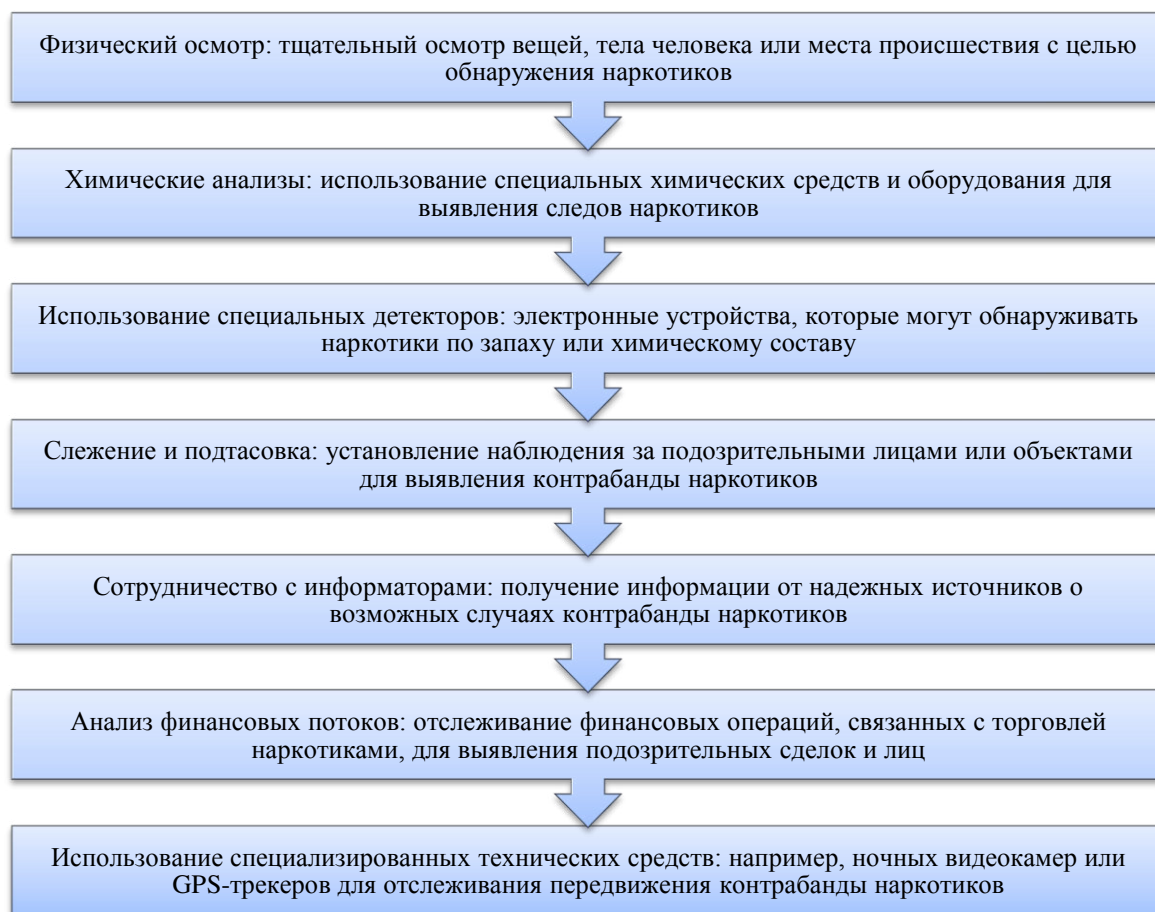 Физический осмотр: тщательный осмотр вещей, тела человека или места происшествия с целью
обнаружения наркотиков
Химические анализы: использование специальных химических средств и оборудования для
выявления следов наркотиков
Использование специальных детекторов: электронные устройства, которые могут обнаруживать
наркотики по запаху или химическому составу
Слежение и подтасовка: установление наблюдения за подозрительными лицами или объектами
для выявления контрабанды наркотиков
Сотрудничество с информаторами: получение информации от надежных источников о
возможных случаях контрабанды наркотиков
Анализ финансовых потоков: отслеживание финансовых операций, связанных с торговлей
наркотиками, для выявления подозрительных сделок и лиц
Использование специализированных технических средств: например, ночных видеокамер или
GPS-трекеров для отслеживания передвижения контрабанды наркотиков